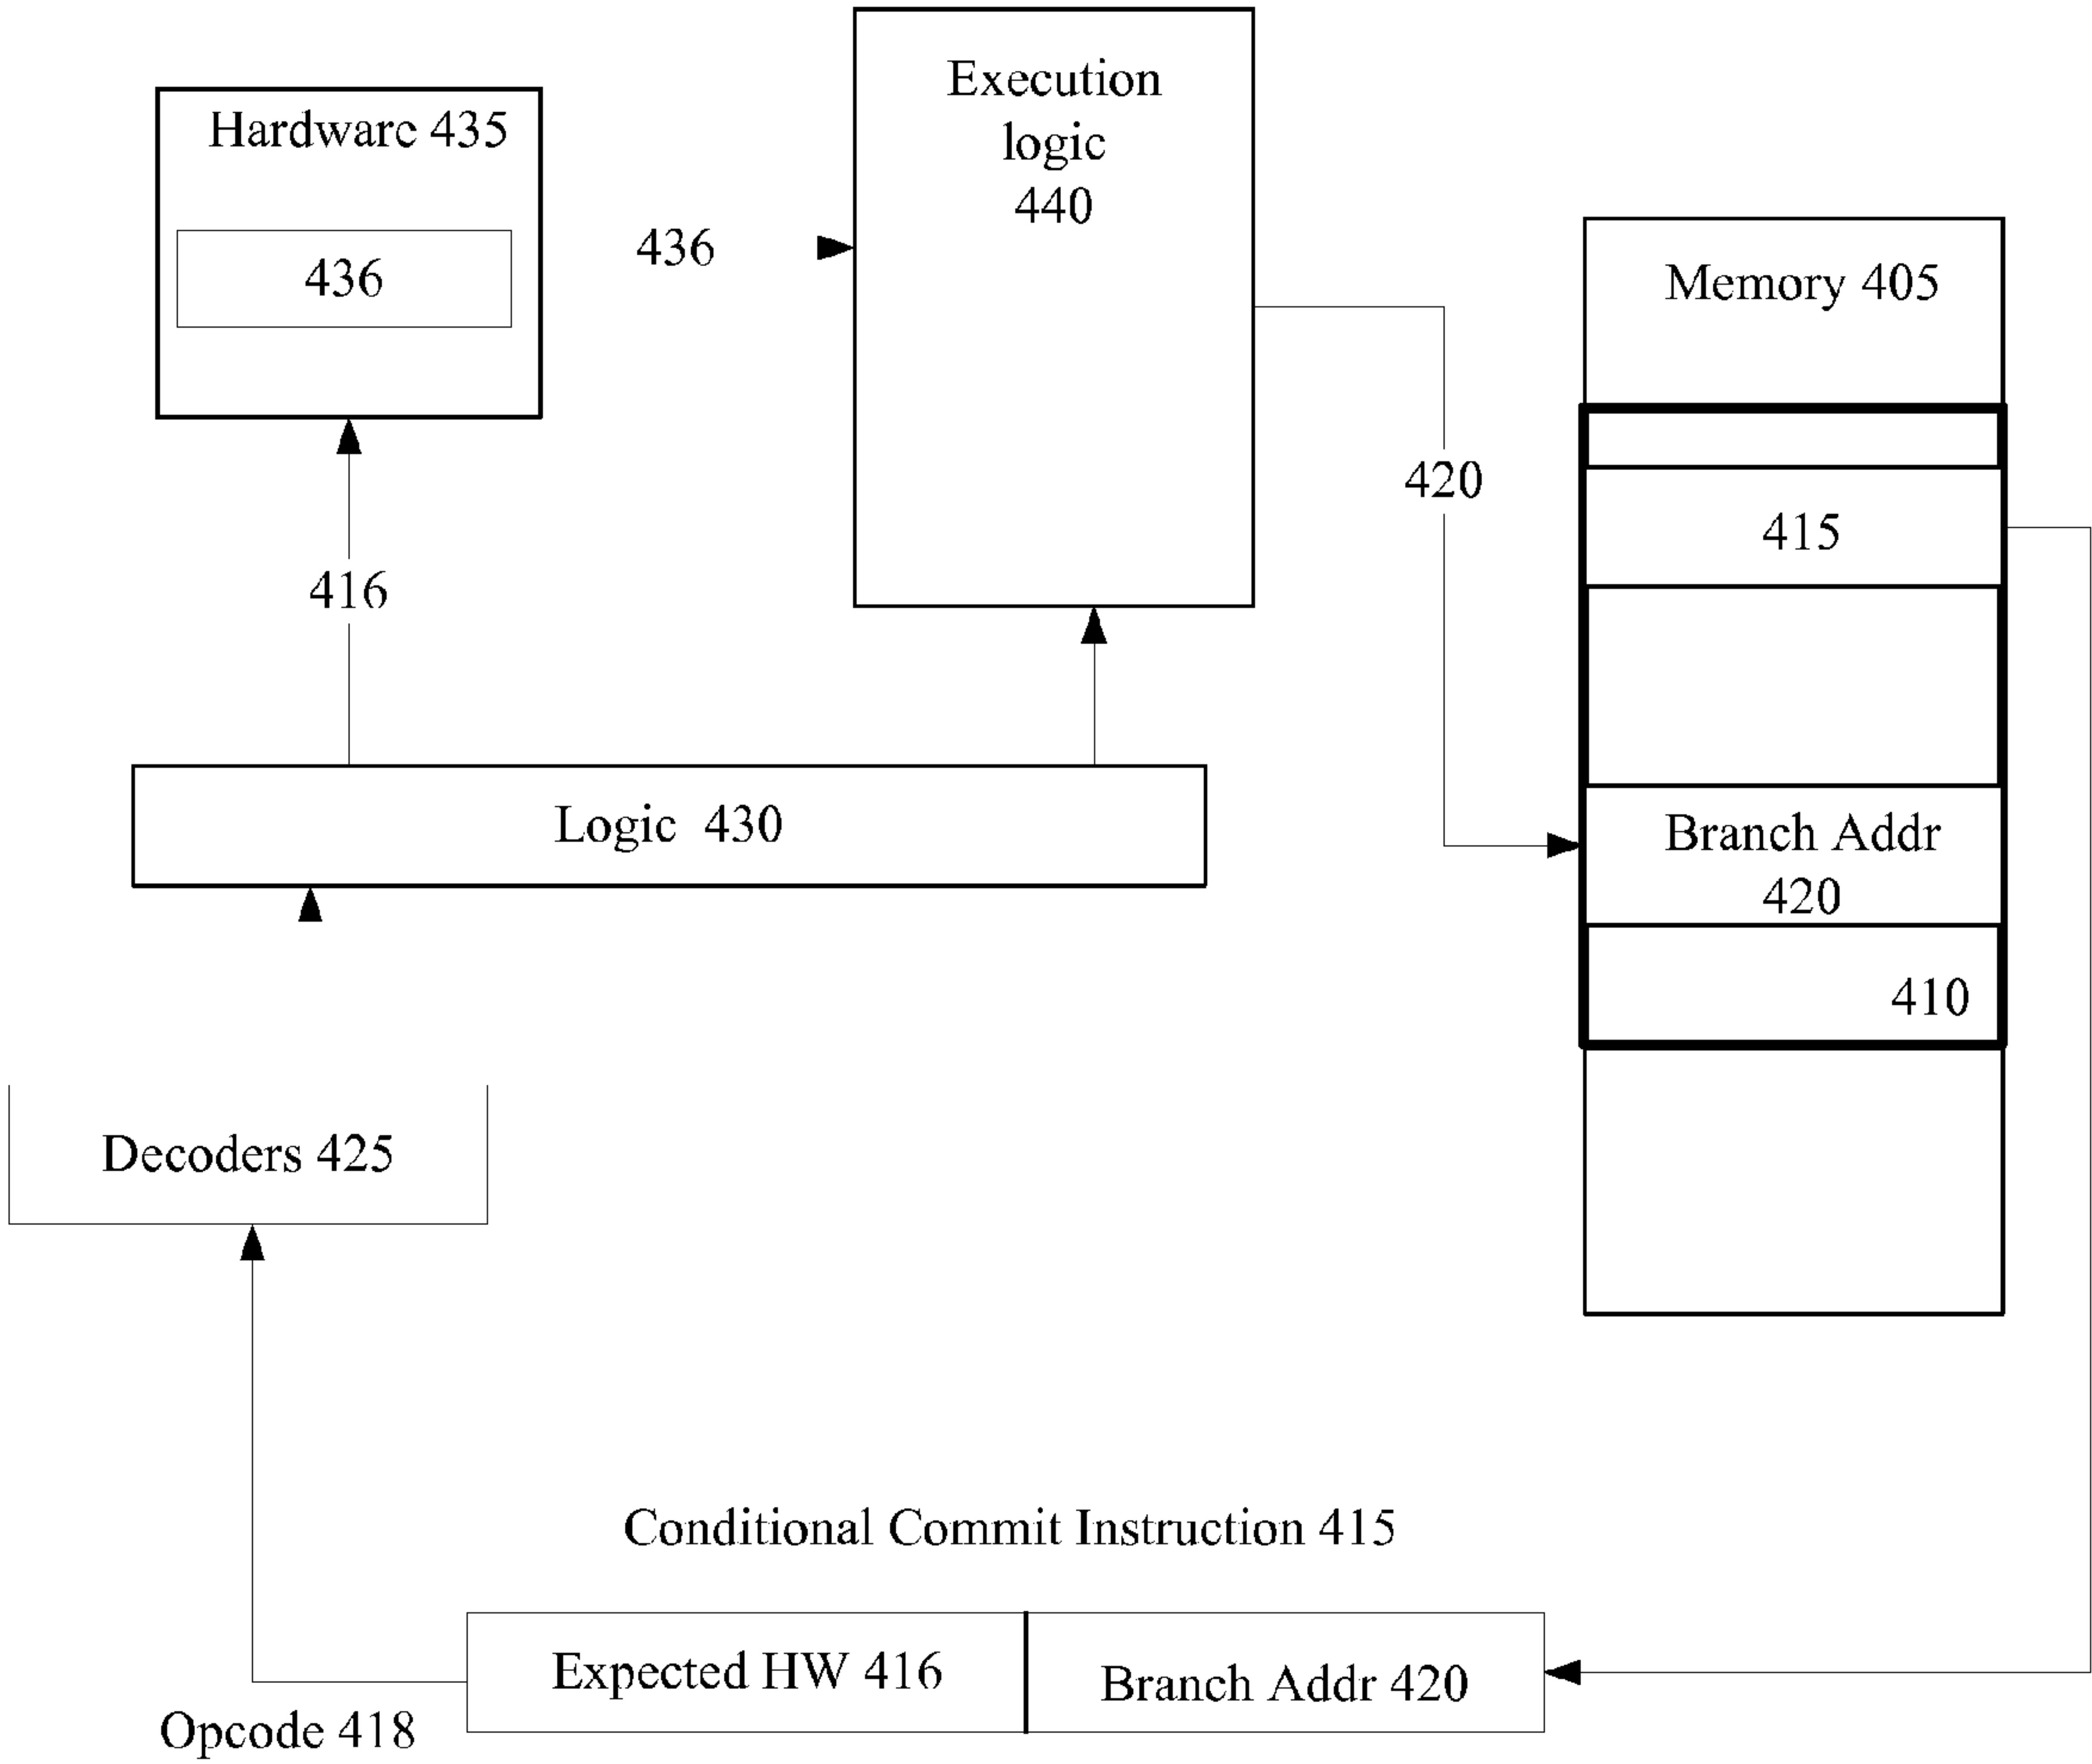 Execution
logic
440
Hardware 435
436
436
Memory 405
420
415
416
Logic 430
Branch Addr
420
410
Decoders 425
Conditional Commit Instruction 415
Expected HW 416
Branch Addr 420
Opcode 418